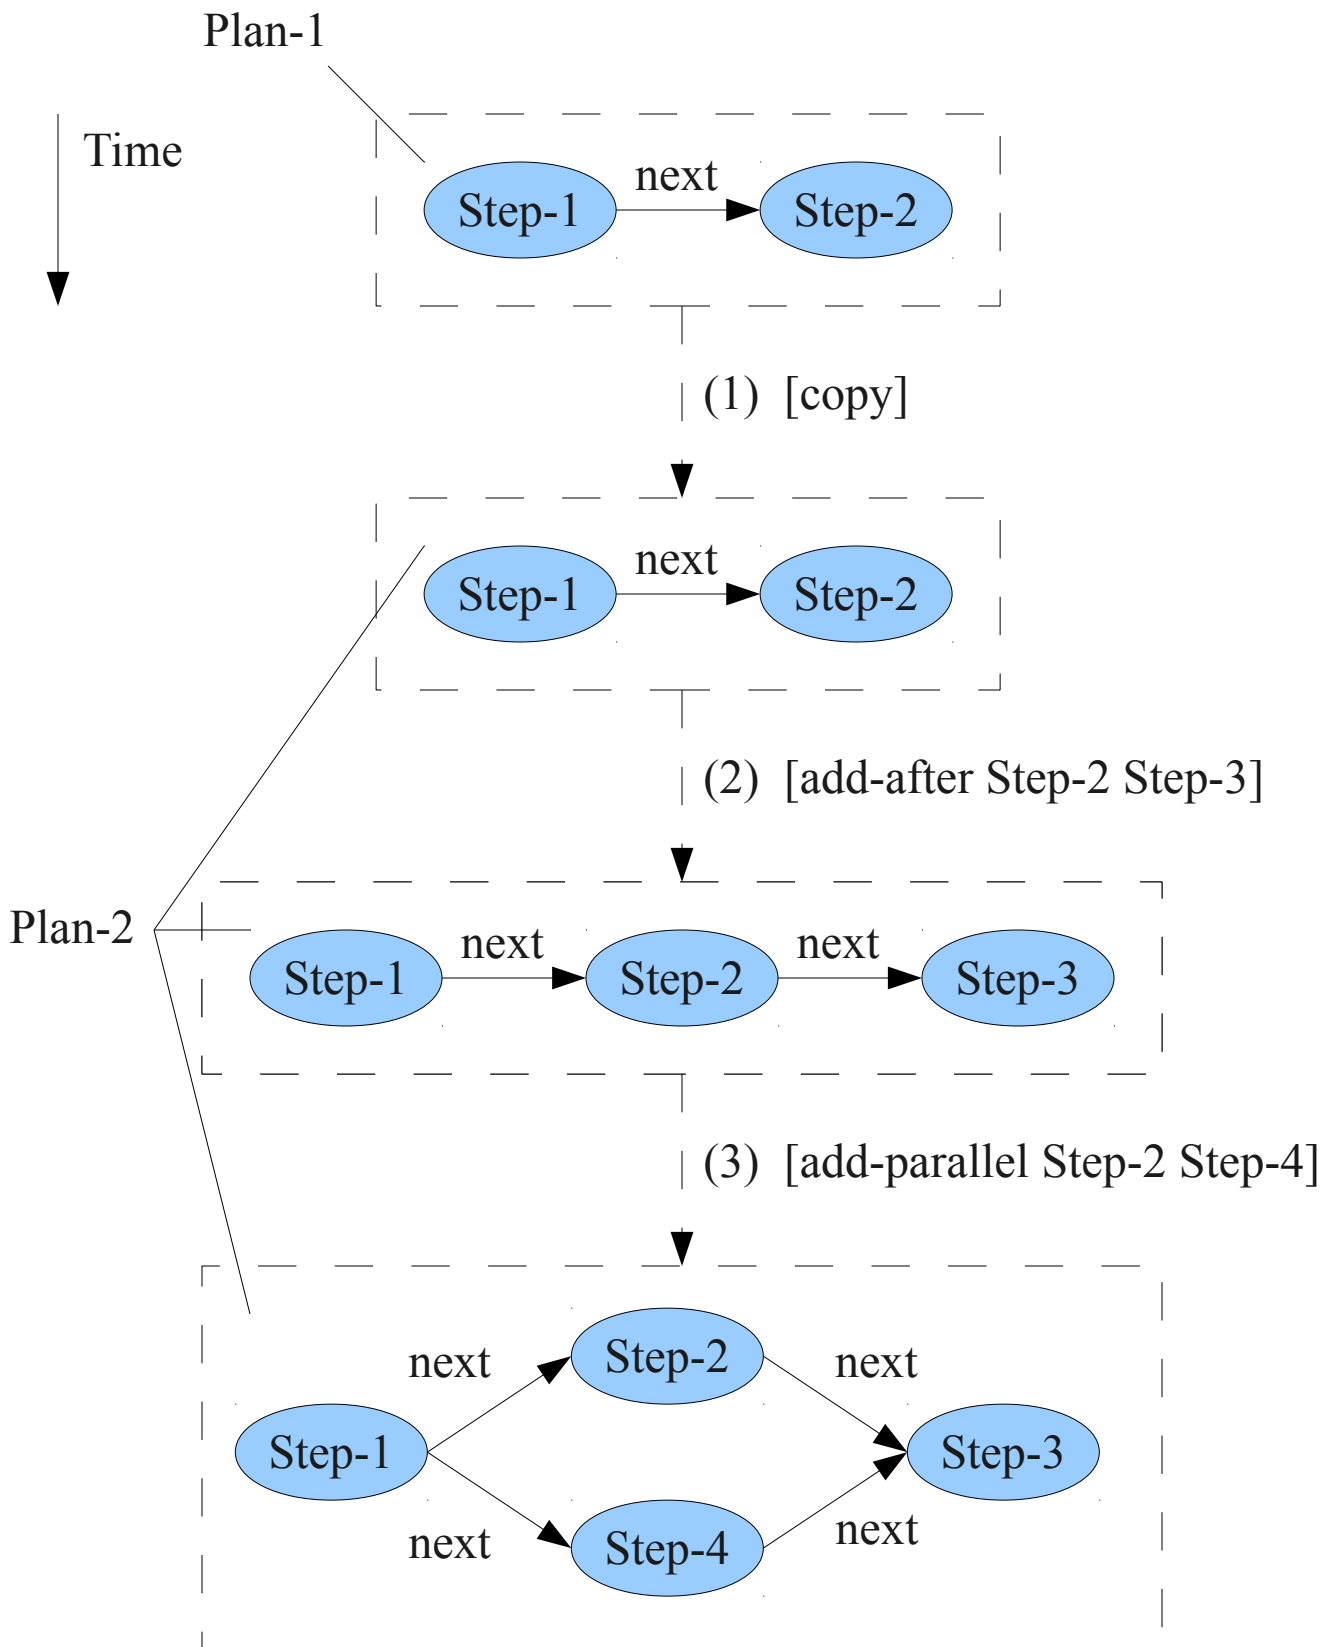 Plan-1
Time
next
Step-1
Step-2
(1) [copy]
next
Step-1
Step-2
(2) [add-after Step-2 Step-3]
Plan-2
next
next
Step-1
Step-2
Step-3
(3) [add-parallel Step-2 Step-4]
next
Step-2
next
Step-1
Step-3
next
Step-4
next